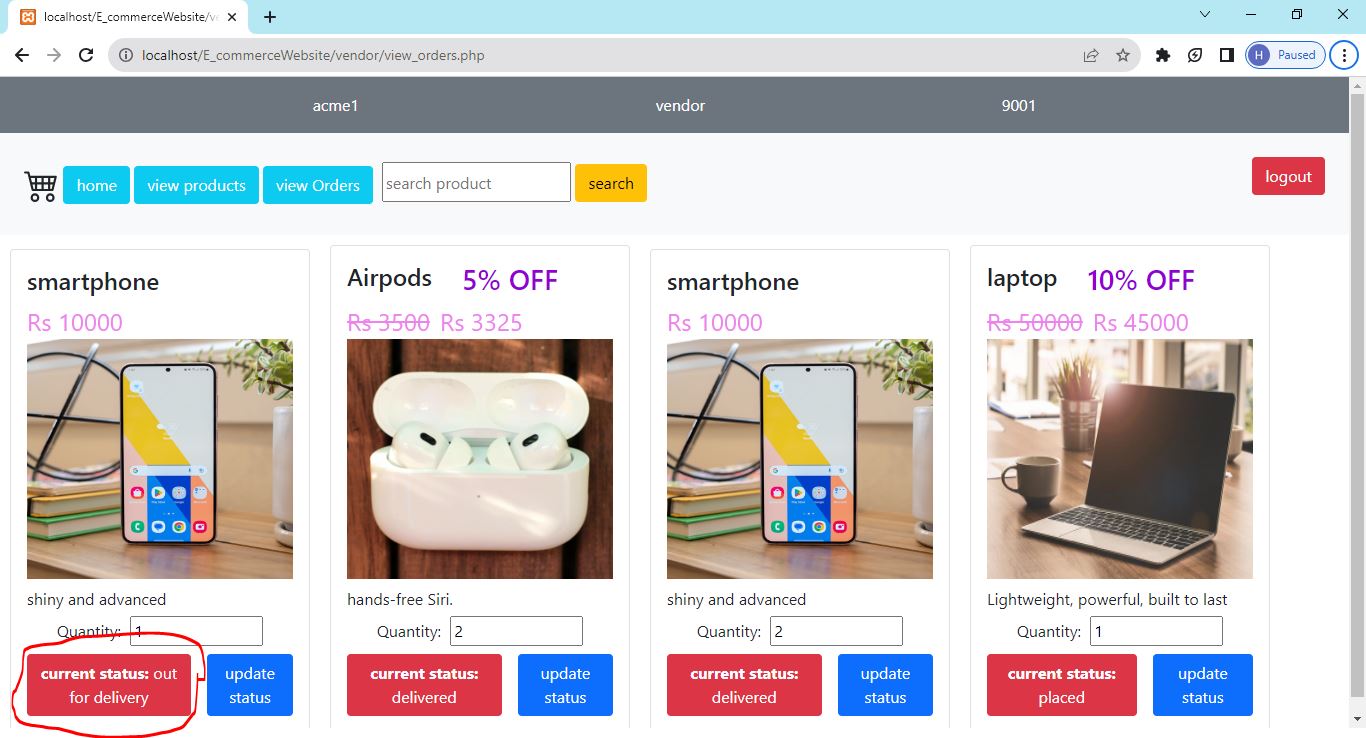 localhost/E_commerceWebsite/ve
localhost/E_commerceWebsite/vendor/view_orders.php
H Paused
acme1 vendor 9001
home view products view Orders search product search logout
smartphone
Rs 10000
shiny and advanced
Quantity: 1
current status: out
for delivery
update
status
Airpods 5% OFF
Rs 3500 Rs 3325
hands-free Siri.
Quantity: 2
current status:
delivered
update
status
smartphone
Rs 10000
shiny and advanced
Quantity: 2
current status:
delivered
update
status
laptop 10% OFF
Rs 50000 Rs 45000
Lightweight, powerful, built to last
Quantity: 1
current status:
placed
update
status